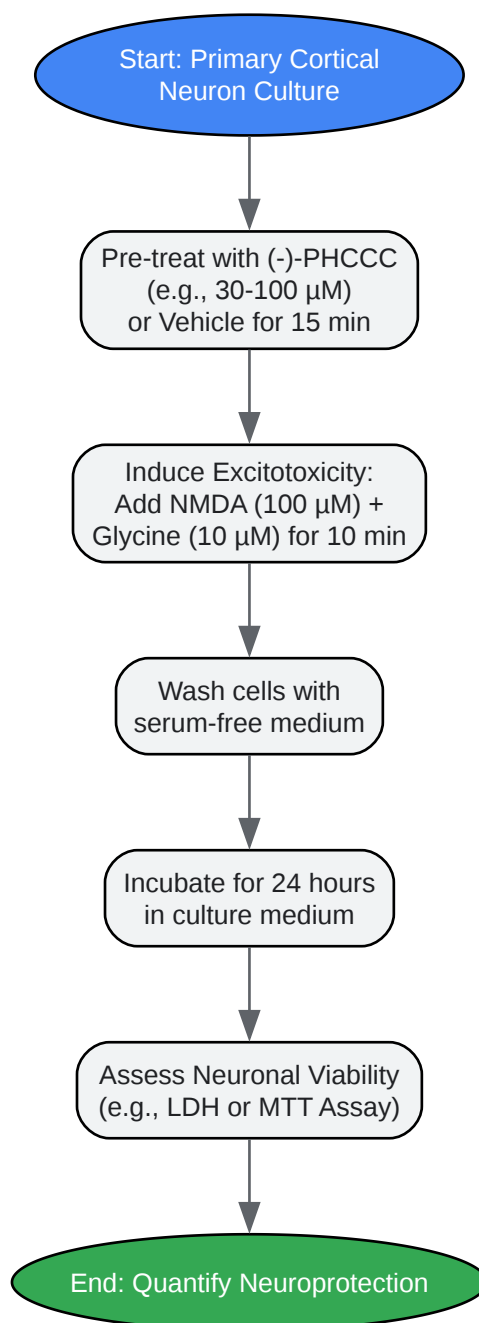 Start: Primary Cortical
Neuron Culture
Pre-treat with (-)-PHCCC
(e.g., 30-100 µM)
or Vehicle for 15 min
Induce Excitotoxicity:
Add NMDA (100 µM) +
Glycine (10 µM) for 10 min
Wash cells with
serum-free medium
Incubate for 24 hours
in culture medium
Assess Neuronal Viability
(e.g., LDH or MTT Assay)
End: Quantify Neuroprotection